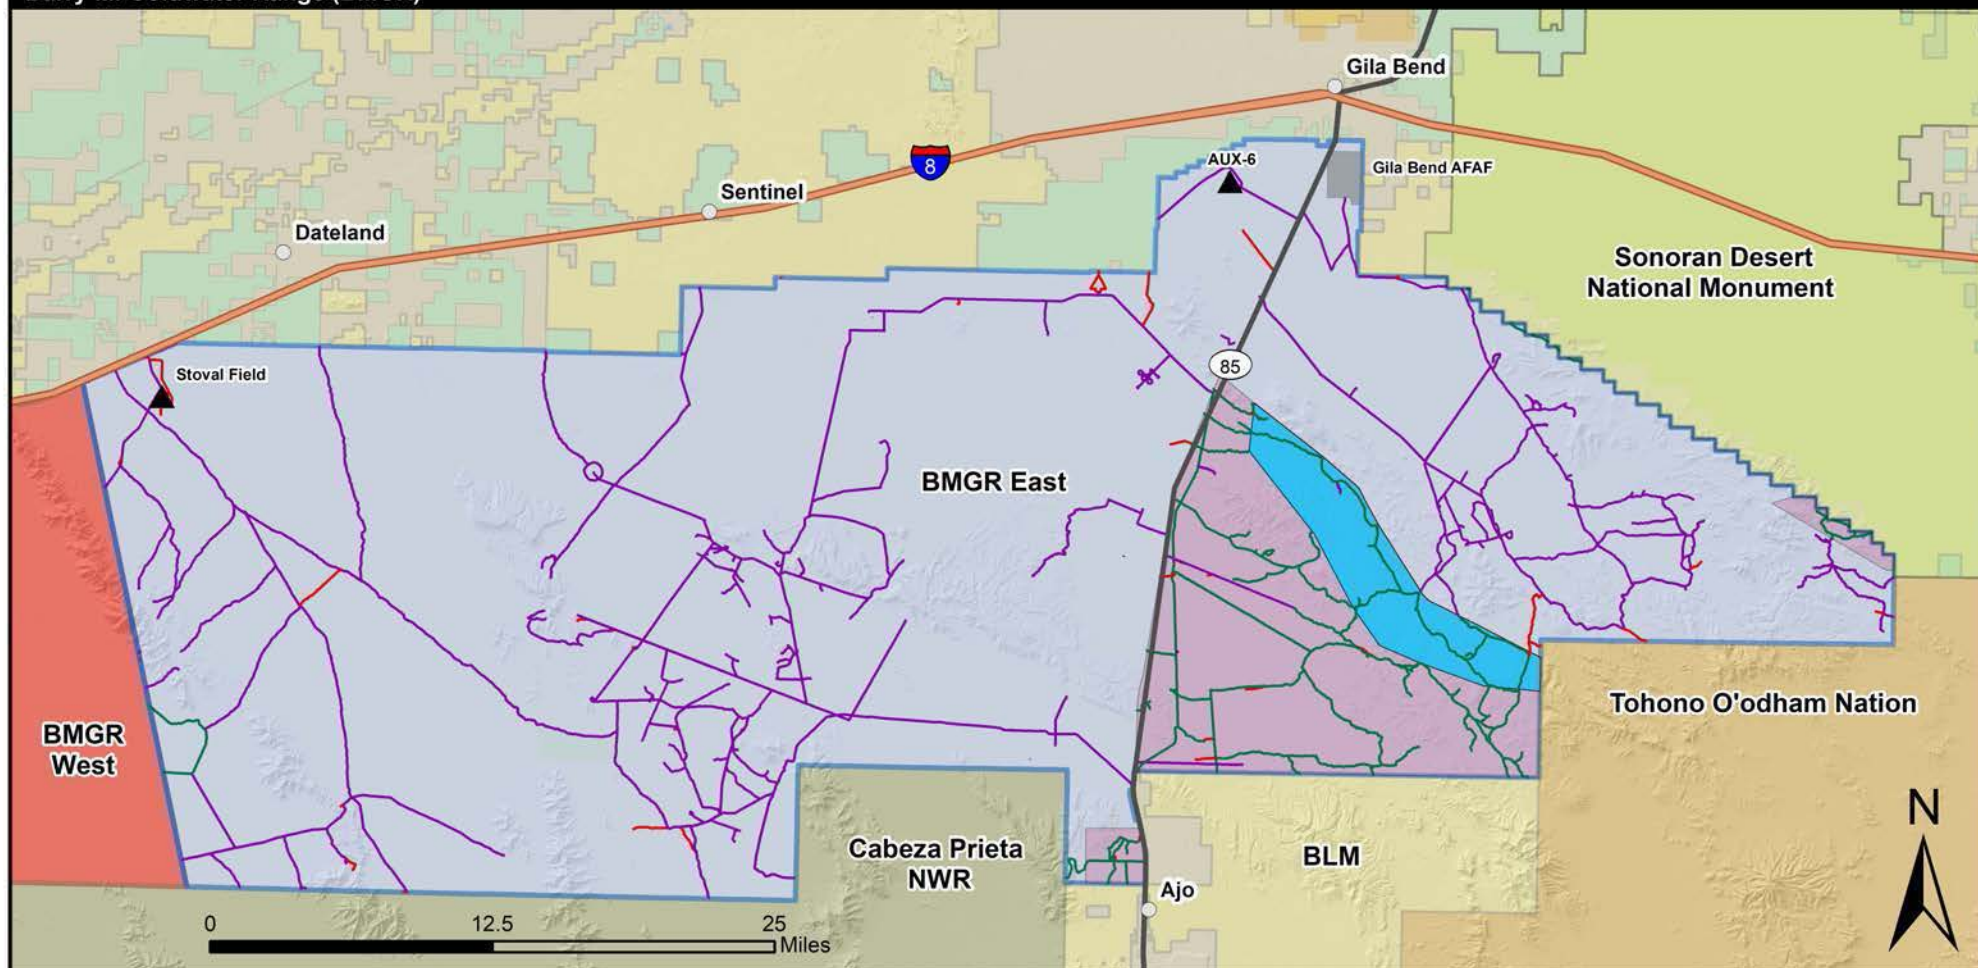 Gila Bend
AUX-6
Gila Bend AFAF
8
Sentinel
Dateland
Sonoran Desert
National Monument
Stoval Field
85
BMGR East
Tohono O'odham Nation
BMGR
West
N
Cabeza Prieta
NWR
BLM
Ajo
0
12.5
25
Miles